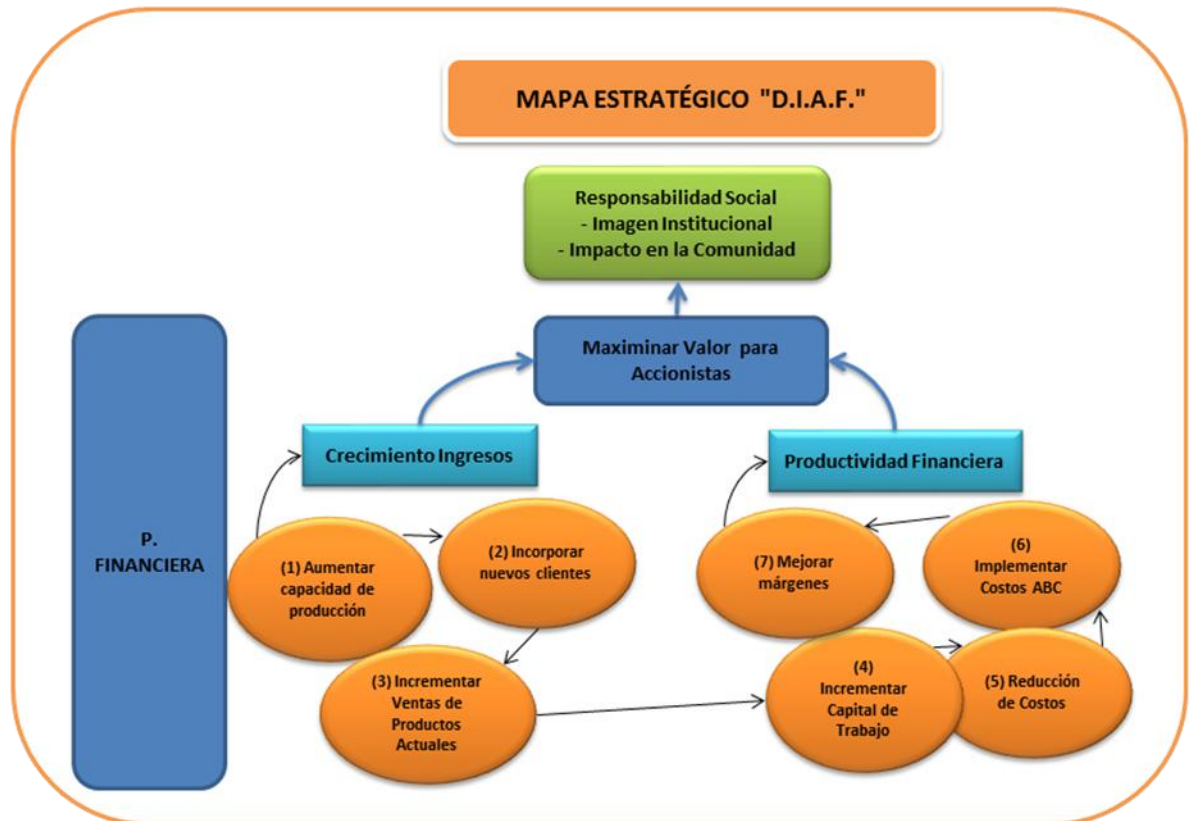 MAPA ESTRATÉGICO "D.I.A.F."
Responsabilidad Social
- Imagen Institucional
- Impacto en la Comunidad
Maximinar Valor para
Accionistas
Crecimiento Ingresos
Productividad Financiera
P.
FINANCIERA
(1) Aumentar
capacidad de
producción
(2) Incorporar
nuevos clientes
(3) Incrementar
Ventas de
Productos
Actuales
(7) Mejorar
márgenes
(6)
Implementar
Costos ABC
(4)
Incrementar
Capital de
Trabajo
(5) Reducción
de Costos